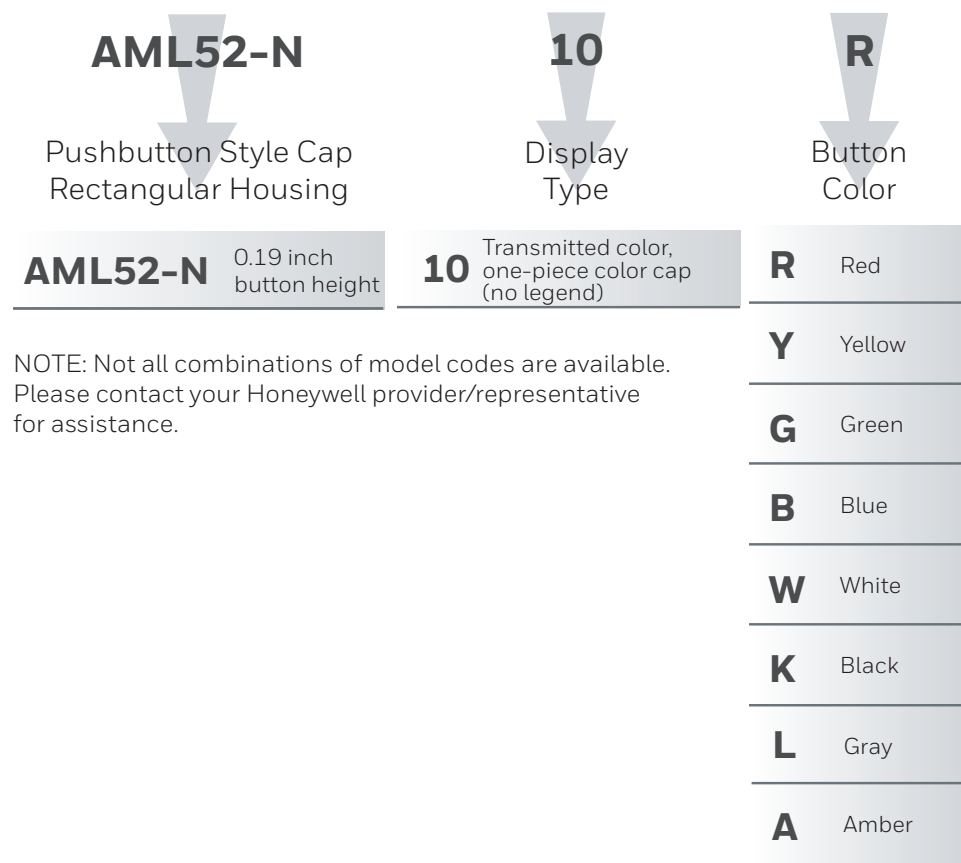 AML52-N
10
R
Pushbutton Style Cap
Rectangular Housing
Display
Type
Button
Color
AML52-N
0.19 inch
button height
10
Transmitted color,
one-piece color cap
(no legend)
R Red
Y Yellow
G Green
B Blue
W White
K Black
L Gray
A Amber
NOTE: Not all combinations of model codes are available.
Please contact your Honeywell provider/representative
for assistance.